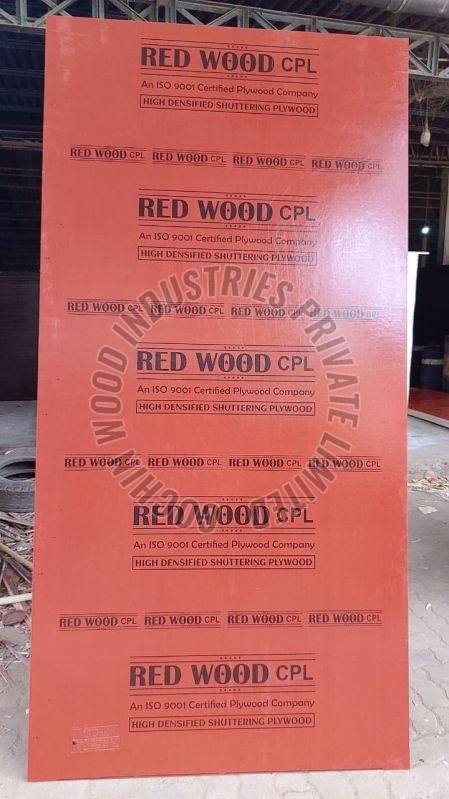 RED WOOD CPL
An ISO 9001 Certified Plywood Company
HIGH DENSIFIED SHUTTERING PLYWOOD
RED WOOD CPL RED WOOD CPL RED WOOD CPL RED WOOD CPL
RED WOOD CPL
An ISO 9001 Certified Plywood Company
HIGH DENSIFIED SHUTTERING PLYWOOD
RED WOOD CPL RED WOOD CPL RED WOOD CPL RED WOOD CPL
RED WOOD CPL
An ISO 9001 Certified Plywood Company
HIGH DENSIFIED SHUTTERING PLYWOOD
RED WOOD CPL RED WOOD CPL RED WOOD CPL RED WOOD CPL
RED WOOD CPL
An ISO 9001 Certified Plywood Company
HIGH DENSIFIED SHUTTERING PLYWOOD
RED WOOD CPL RED WOOD CPL RED WOOD CPL RED WOOD CPL
RED WOOD CPL
An ISO 9001 Certified Plywood Company
HIGH DENSIFIED SHUTTERING PLYWOOD
COCHIN WOOD INDUSTRIES PRIVATE LIMITED